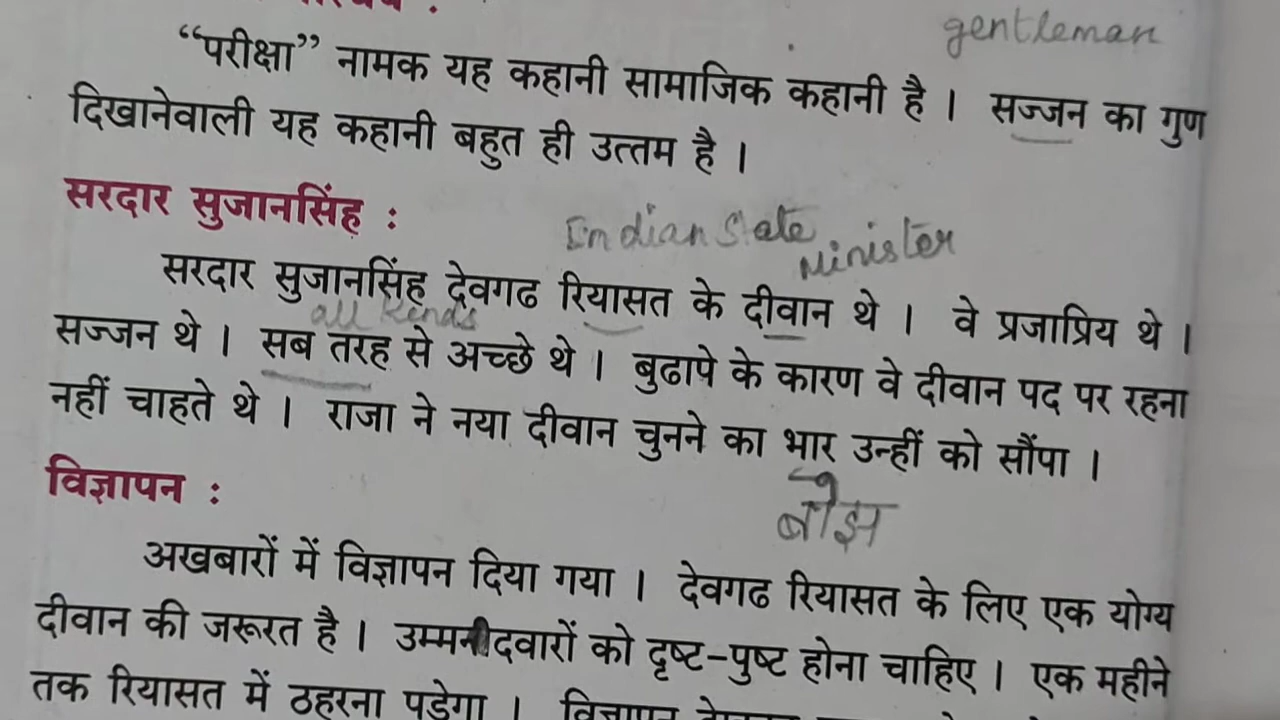 gentleman
“परीक्षा” नामक यह कहानी सामाजिक कहानी है । सज्जन का गुण
दिखानेवाली यह कहानी बहुत ही उत्तम है ।
सरदार सुजानसिंह :
Indian State
Minister
सरदार सुजानसिंह देवगढ रियासत के दीवान थे । वे प्रजाप्रिय थे ।
all Kinds
सज्जन थे । सब तरह से अच्छे थे । बुढापे के कारण वे दीवान पद पर रहना
नहीं चाहते थे । राजा ने नया दीवान चुनने का भार उन्हीं को सौंपा ।
बोझ
विज्ञापन :
अखबारों में विज्ञापन दिया गया । देवगढ रियासत के लिए एक योग्य
दीवान की जरूरत है । को दृष्ट-पुष्ट होना चाहिए । एक महीने
तक रियासत में ठहरना पड़ेगा । विज्ञापन